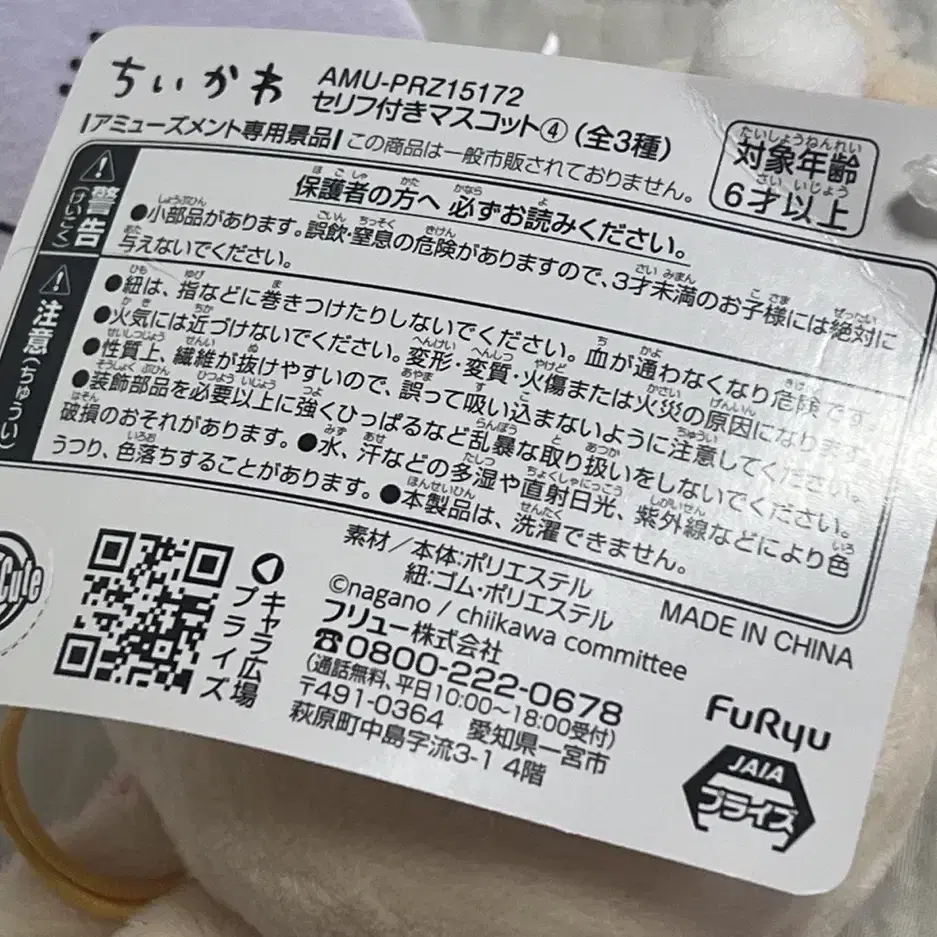 ちいかわ
AMU-PRZ15172
セリフ付きマスコット④(全3種)
アミューズメント専用景品 この商品は一般市販されておりません。
対象年齢
6才以上
警告(けいこく)
保護者の方へ 必ずお読みください。
●小部品があります。誤飲・窒息の危険がありますので、3才未満のお子様には絶対に
与えないでください。
注意(ちゅうい)
●紐は、指などに巻きつけたりしないでください。血が通わなくなり危険です。
●火気には近づけないでください。変形・変質・火傷または火災の原因になります。
●性質上、繊維が抜けやすいので、誤って吸い込まないように注意してください。
●装飾部品を必要以上に強くひっぱるなど乱暴な取り扱いをしないでください。
破損のおそれがあります。●水、汗などの多湿や直射日光、紫外線などにより色
うつり、色落ちすることがあります。●本製品は、洗濯できません。
キャラ広場
プライズ
素材/本体:ポリエステル
紐:ゴム・ポリエステル
©nagano / chiikawa committee
MADE IN CHINA
フリュー株式会社
☎0800-222-0678
(通話無料、平日10:00~18:00受付)
〒491-0364 愛知県一宮市
萩原町中島字流3-1 4階
FuRyu
JAIA
プライズ